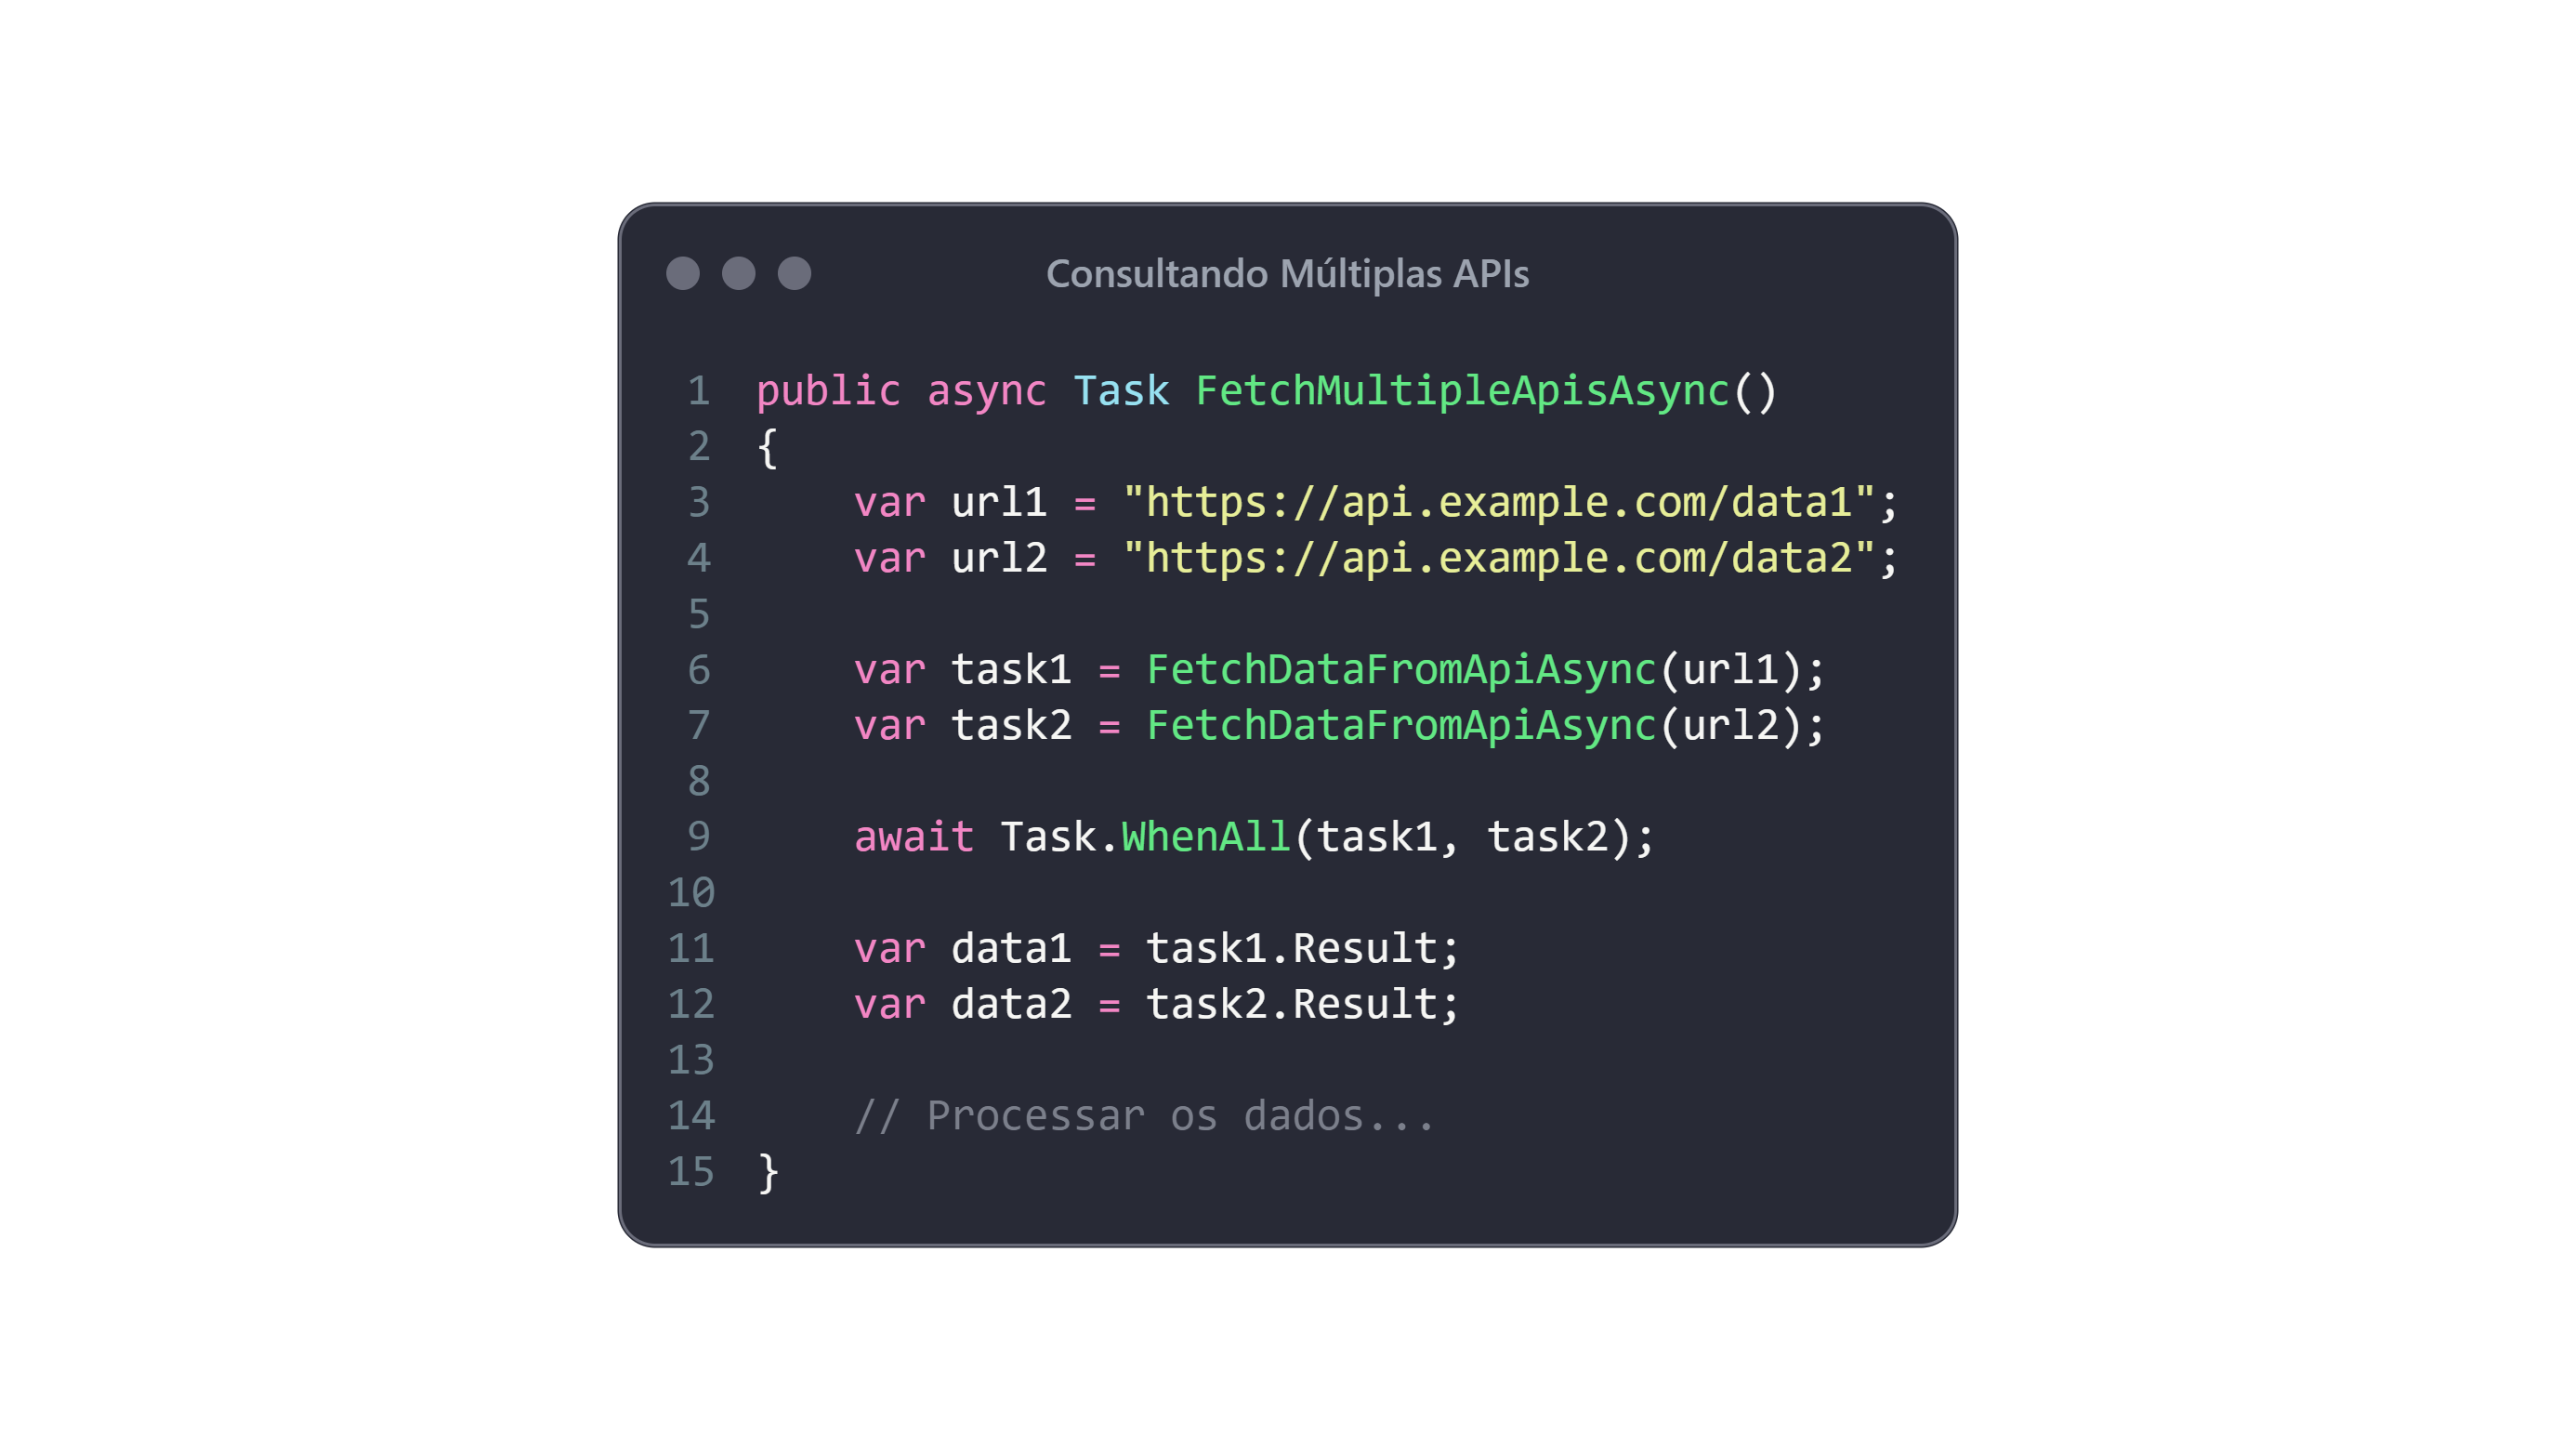 Consultando Múltiplas APIs
1 public async Task FetchMultipleApisAsync()
2 {
3     var url1 = "https://api.example.com/data1";
4     var url2 = "https://api.example.com/data2";
5
6     var task1 = FetchDataFromApiAsync(url1);
7     var task2 = FetchDataFromApiAsync(url2);
8
9     await Task.WhenAll(task1, task2);
10
11     var data1 = task1.Result;
12     var data2 = task2.Result;
13
14     // Processar os dados...
15 }